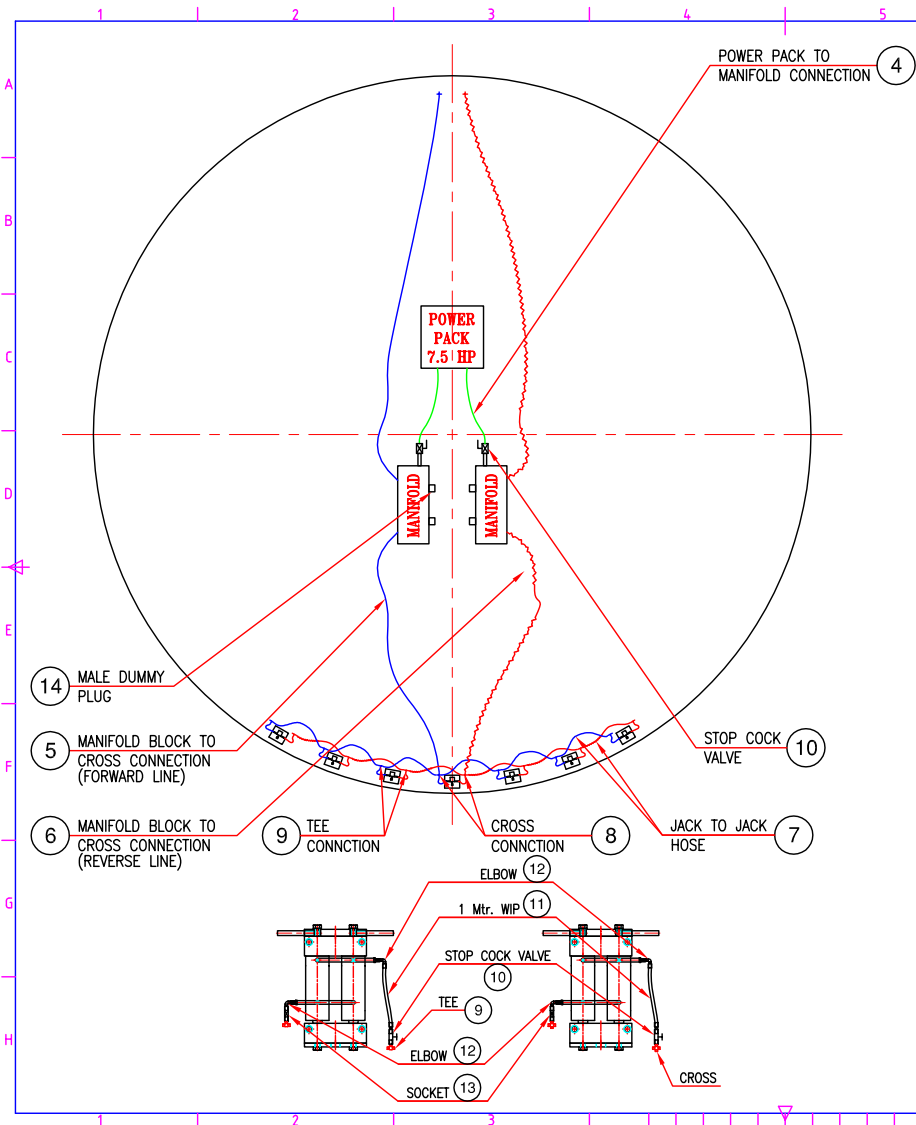 1 2 3 4 5
A
B
C
D
E
F
G
H
POWER PACK TO
MANIFOLD CONNECTION
4
POWER
PACK
7.5 HP
MANIFOLD
MANIFOLD
14
MALE DUMMY
PLUG
5
MANIFOLD BLOCK TO
CROSS CONNECTION
(FORWARD LINE)
STOP COCK
VALVE
10
6
MANIFOLD BLOCK TO
CROSS CONNECTION
(REVERSE LINE)
9
TEE
CONNCTION
CROSS
CONNCTION
8
JACK TO JACK
HOSE
7
ELBOW 12
1 Mtr. WIP 11
STOP COCK VALVE
10
TEE 9
ELBOW 12
SOCKET 13
CROSS
1 2 3